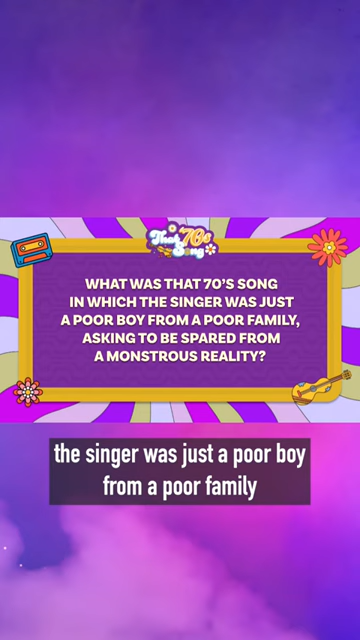 That '70s
Song
WHAT WAS THAT 70'S SONG
IN WHICH THE SINGER WAS JUST
A POOR BOY FROM A POOR FAMILY,
ASKING TO BE SPARED FROM
A MONSTROUS REALITY?
the singer was just a poor boy
from a poor family